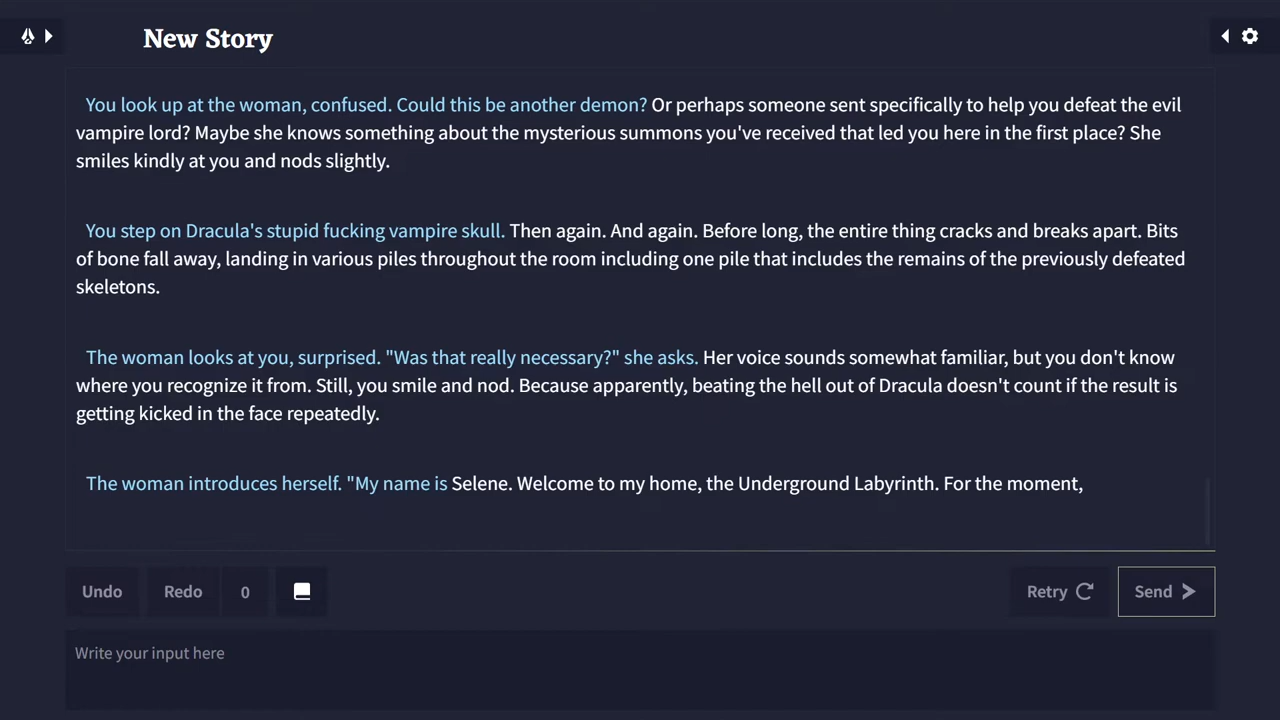 New Story
You look up at the woman, confused. Could this be another demon? Or perhaps someone sent specifically to help you defeat the evil
vampire lord? Maybe she knows something about the mysterious summons you've received that led you here in the first place? She
smiles kindly at you and nods slightly.
You step on Dracula's stupid fucking vampire skull. Then again. And again. Before long, the entire thing cracks and breaks apart. Bits
of bone fall away, landing in various piles throughout the room including one pile that includes the remains of the previously defeated
skeletons.
The woman looks at you, surprised. "Was that really necessary?" she asks. Her voice sounds somewhat familiar, but you don't know
where you recognize it from. Still, you smile and nod. Because apparently, beating the hell out of Dracula doesn't count if the result is
getting kicked in the face repeatedly.
The woman introduces herself. "My name is Selene. Welcome to my home, the Underground Labyrinth. For the moment,
Undo Redo 0 Retry Send
Write your input here